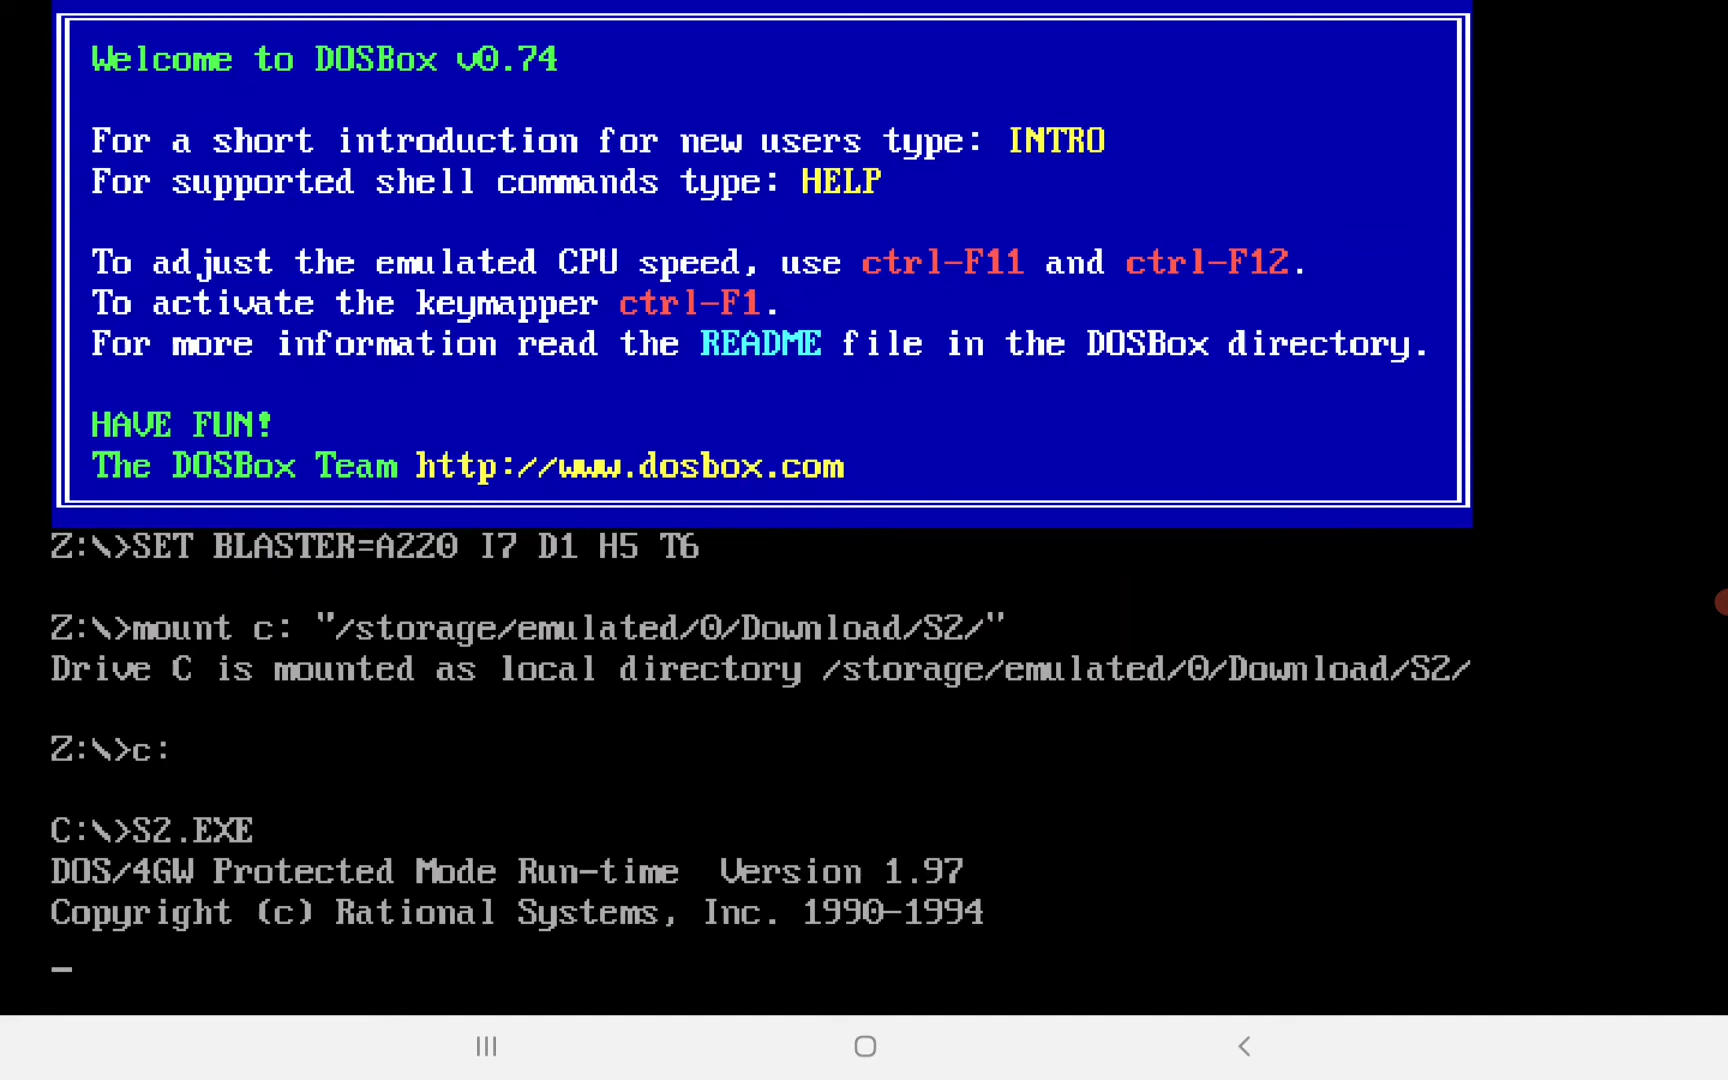 Welcome to DOSBox v0.74
For a short introduction for new users type: INTRO
For supported shell commands type: HELP
To adjust the emulated CPU speed, use ctrl-F11 and ctrl-F12.
To activate the keymapper ctrl-F1.
For more information read the README file in the DOSBox directory.
HAVE FUN!
The DOSBox Team http://www.dosbox.com
Z:\>SET BLASTER=A220 I7 D1 H5 T6
Z:\>mount c: "/storage/emulated/0/Download/S2/"
Drive C is mounted as local directory /storage/emulated/0/Download/S2/
Z:\>c:
C:\>S2.EXE
DOS/4GW Protected Mode Run-time  Version 1.97
Copyright (c) Rational Systems, Inc. 1990-1994